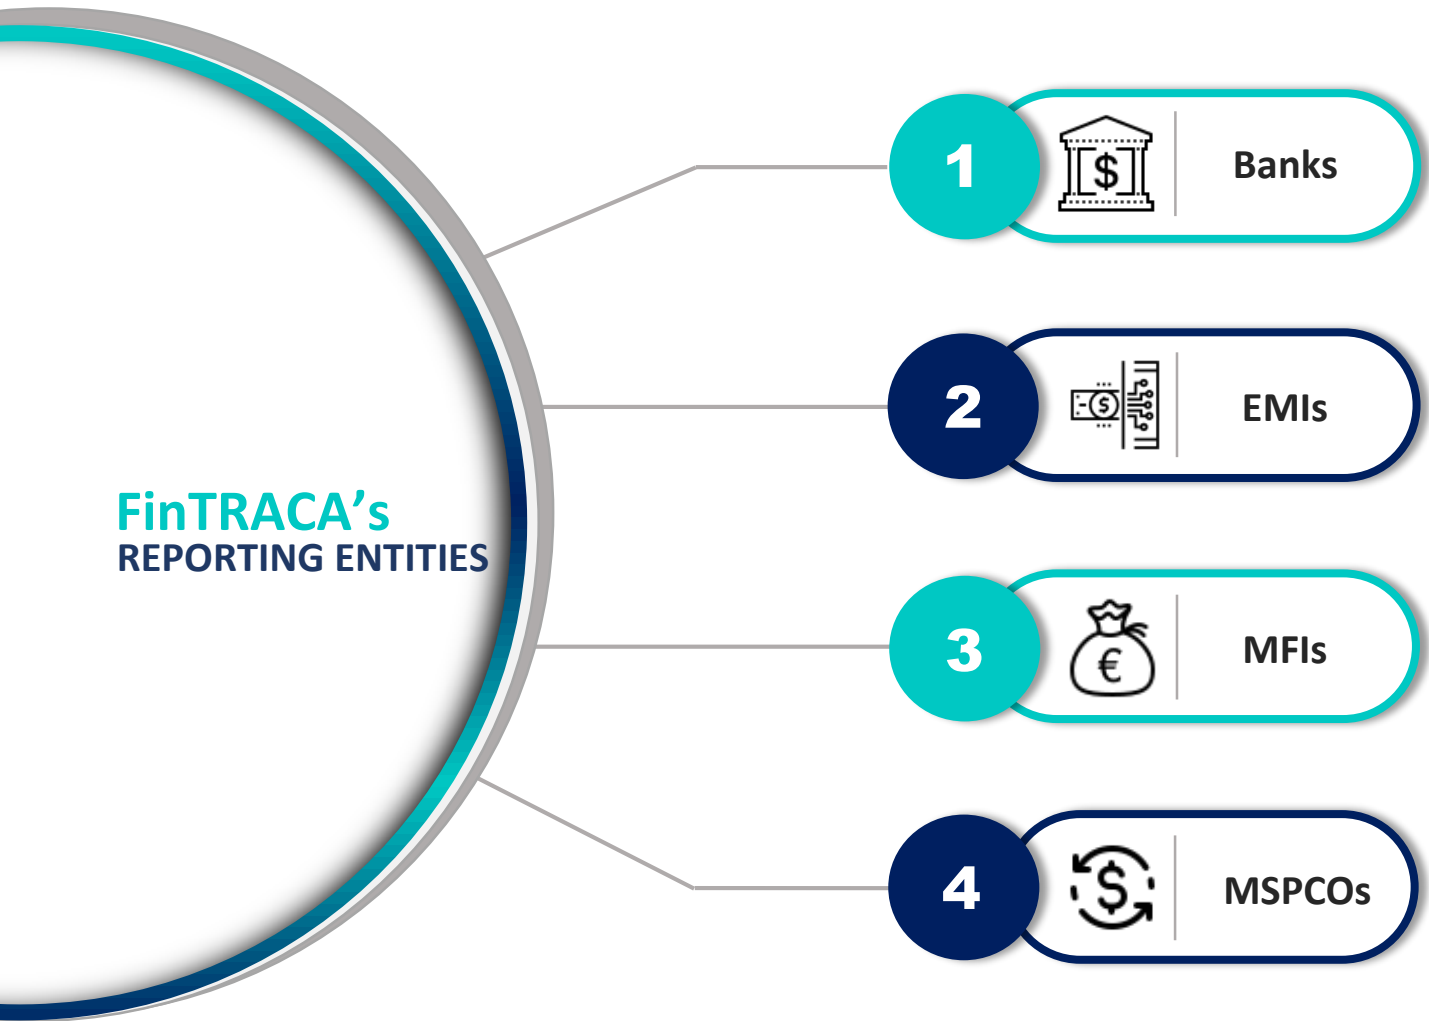 FinTRACA’s
REPORTING ENTITIES
1
$
Banks
2
$
EMIs
3
€
MFIs
4
$
MSPCOs